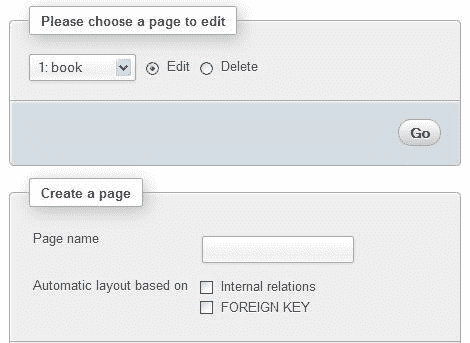 Please choose a page to edit
1: book Edit Delete
Go
Create a page
Page name
Automatic layout based on Internal relations
FOREIGN KEY